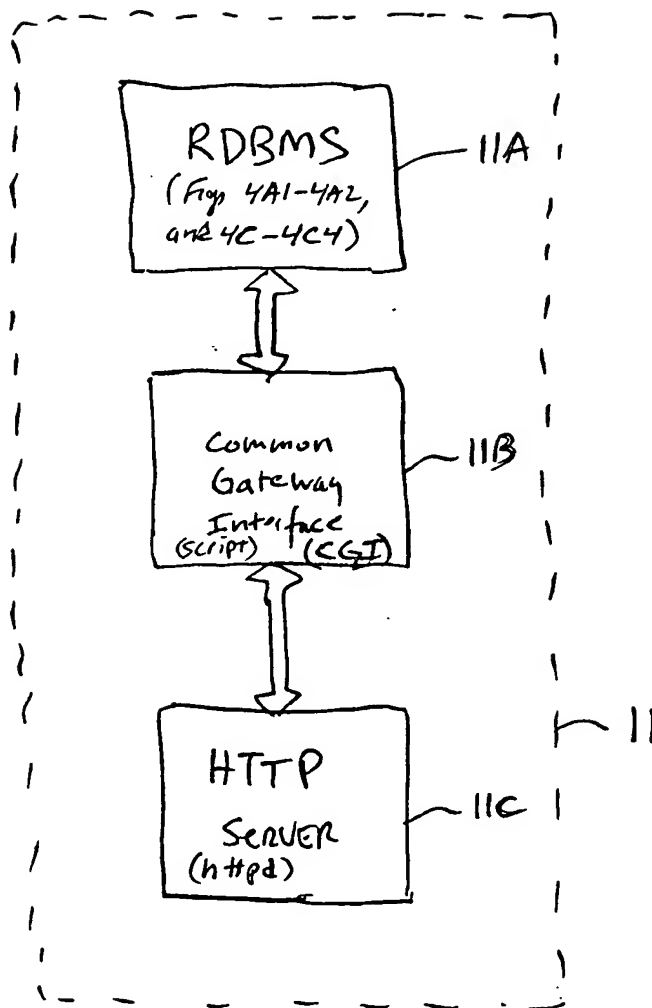 RDBMS
(Figs 4A1-4A2,
and 4C-4C4)
11A
Common
Gateway
Interface
(script) (CGI)
11B
HTTP
SERVER
(httpd)
11C
11